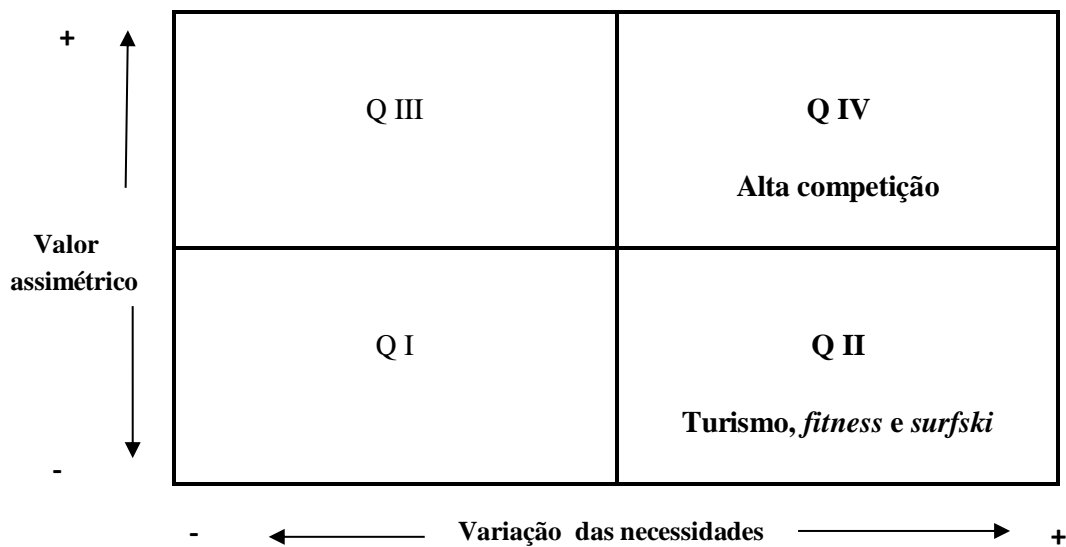 +
Q III
Q IV
Alta competição
Valor
assimétrico
Q I
Q II
Turismo, fitness e surfski
-
- Variação das necessidades +